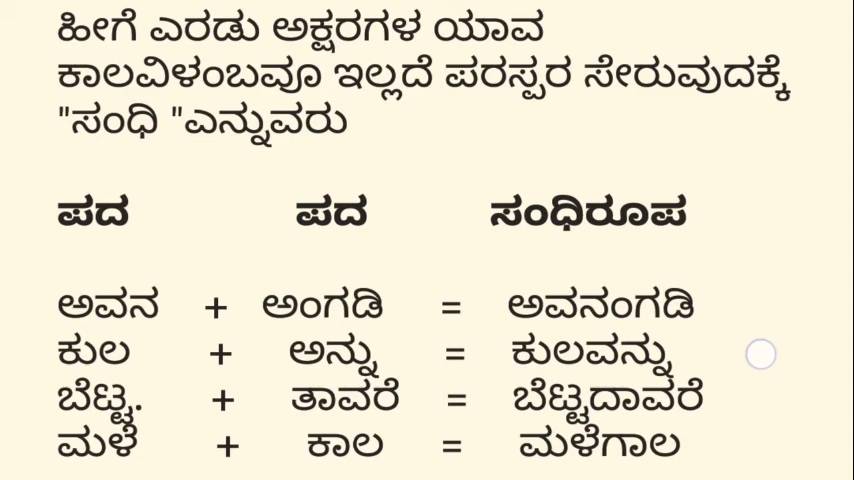 ಹೀಗೆ ಎರಡು ಅಕ್ಷರಗಳ ಯಾವ
ಕಾಲವಿಳಂಬವೂ ಇಲ್ಲದೆ ಪರಸ್ಪರ ಸೇರುವುದಕ್ಕೆ
"ಸಂಧಿ "ಎನ್ನುವರು
ಪದ ಪದ ಸಂಧಿರೂಪ
ಅವನ + ಅಂಗಡಿ = ಅವನಂಗಡಿ
ಕುಲ + ಅನ್ನು = ಕುಲವನ್ನು
ಬೆಟ್ಟ. + ತಾವರೆ = ಬೆಟ್ಟದಾವರೆ
ಮಳೆ + ಕಾಲ = ಮಳೆಗಾಲ